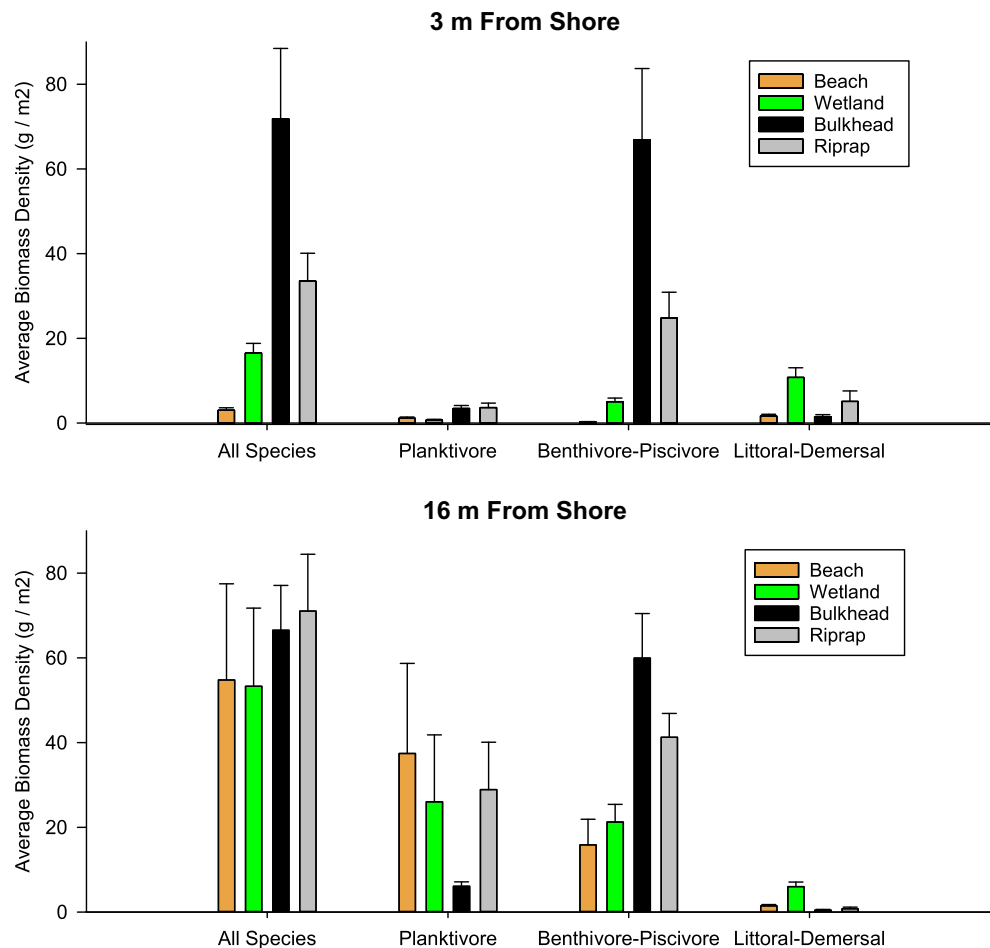 3 m From Shore
Average Biomass Density (g / m2)
80
60
40
20
0
Beach
Wetland
Bulkhead
Riprap
All Species Planktivore Benthivore-Piscivore Littoral-Demersal
16 m From Shore
Average Biomass Density (g / m2)
80
60
40
20
0
Beach
Wetland
Bulkhead
Riprap
All Species Planktivore Benthivore-Piscivore Littoral-Demersal